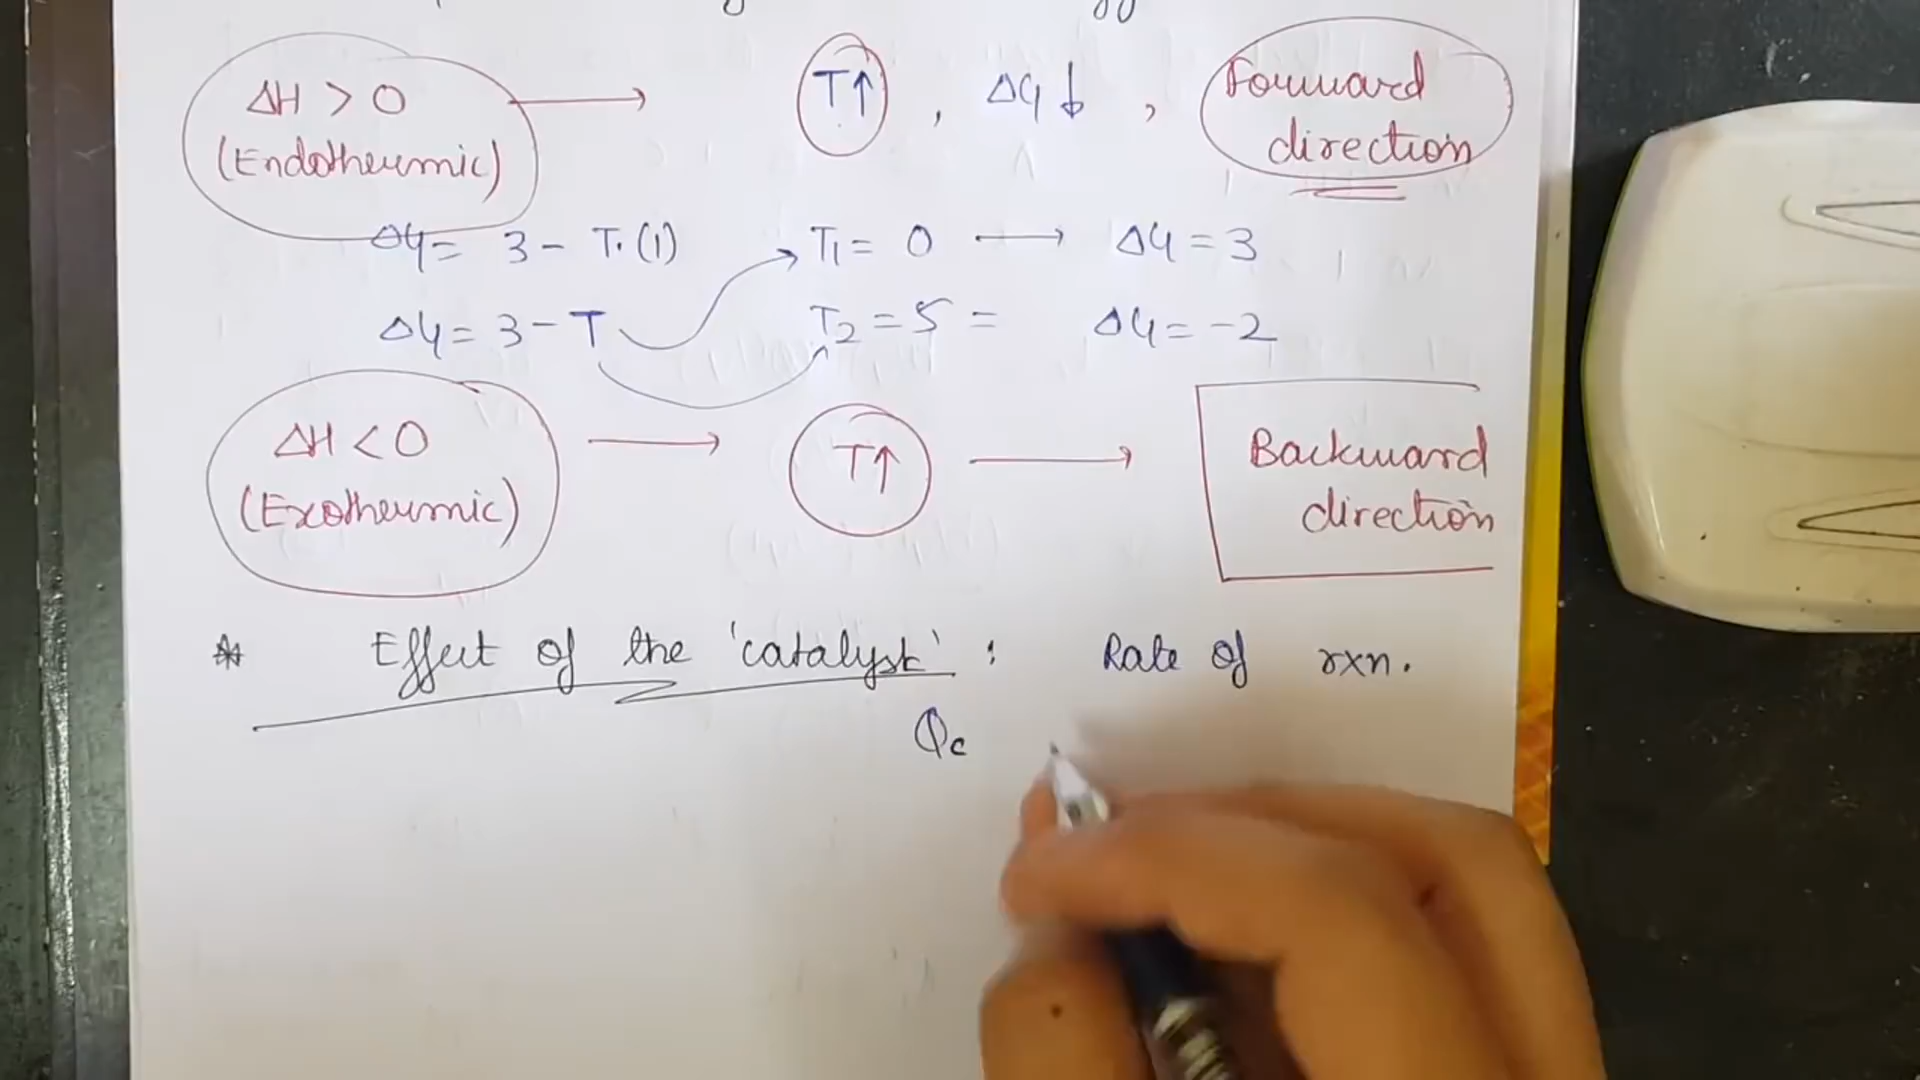 ΔH > 0 → T↑ , ΔG↓ , Forward
(Endothermic) direction
ΔG = 3 - T.(1) T1 = 0 → ΔG = 3
ΔG = 3 - T T2 = 5 = ΔG = -2
ΔH < 0 → T↑ → Backward
(Exothermic) direction
* Effect of the 'catalyst' : Rate of rxn.
Qc